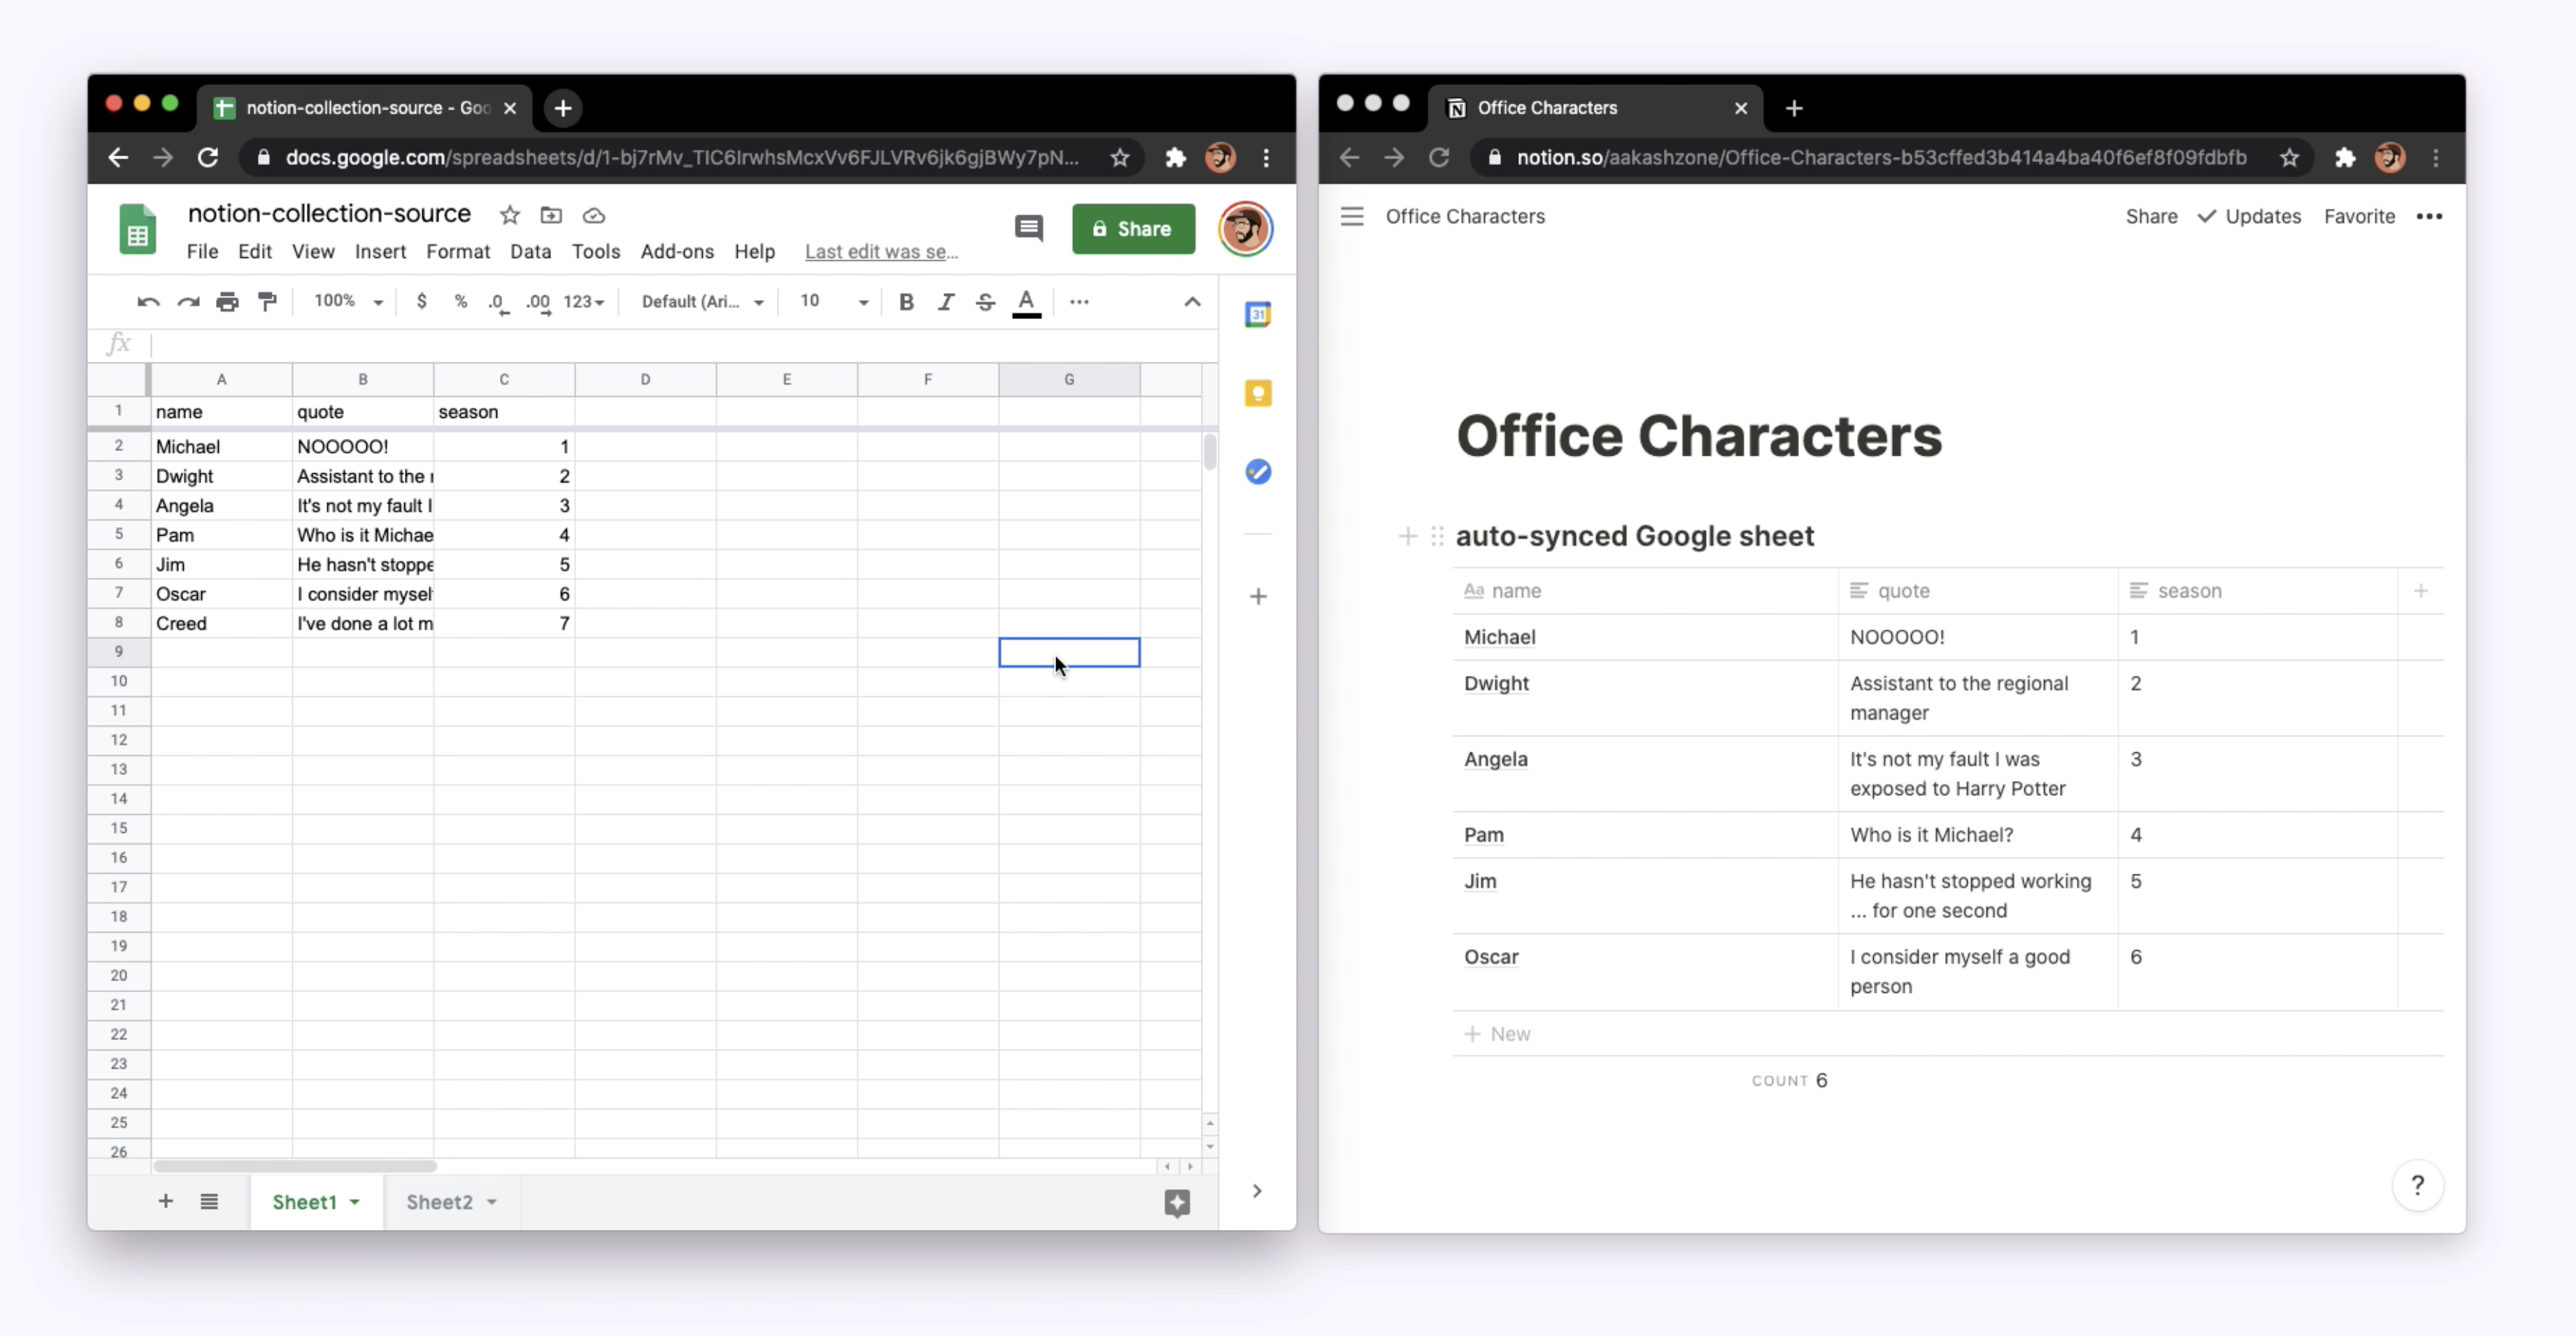 notion-collection-source - Goo
docs.google.com/spreadsheets/d/1-bj7rMv_TIC6IrwhsMcxVv6FJLVRv6jk6gjBWy7pN...
notion-collection-source
Share
File Edit View Insert Format Data Tools Add-ons Help Last edit was se...
100% $ % .0 .00 123 Default (Ari... 10 B I S A ...
31
fx
A B C D E F G
1 name quote season
2 Michael NOOOOO! 1
3 Dwight Assistant to the r 2
4 Angela It's not my fault I 3
5 Pam Who is it Michae 4
6 Jim He hasn't stoppe 5
7 Oscar I consider mysel 6
8 Creed I've done a lot m 7
9
10
11
12
13
14
15
16
17
18
19
20
21
22
23
24
25
26
Sheet1 Sheet2
Office Characters
notion.so/aakashzone/Office-Characters-b53cffed3b414a4ba40f6ef8f09fdbfb
Office Characters Share Updates Favorite
Office Characters
auto-synced Google sheet
Aa name quote season
Michael NOOOOO! 1
Dwight Assistant to the regional 2
manager
Angela It's not my fault I was 3
exposed to Harry Potter
Pam Who is it Michael? 4
Jim He hasn't stopped working 5
... for one second
Oscar I consider myself a good 6
person
+ New
COUNT 6
?